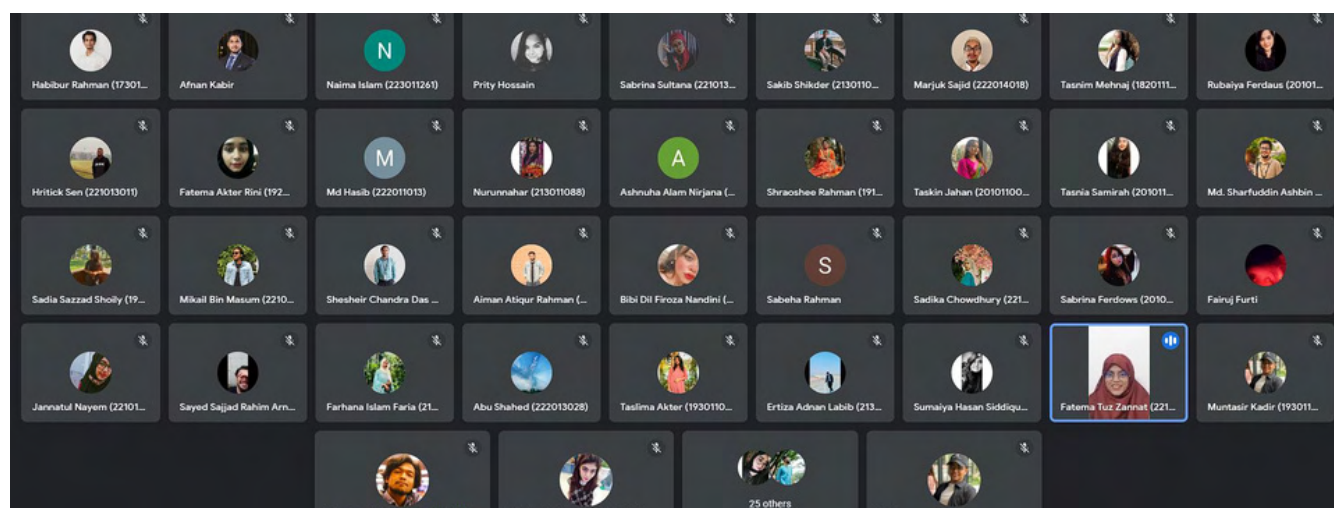 Habibur Rahman (17301...
Afnan Kabir
N
Naima Islam (223011261)
Prity Hossain
Sabrina Sultana (221013...
Sakib Shikder (2130110...
Marjuk Sajid (222014018)
Tasnim Mehnaj (1820111...
Rubaiya Ferdaus (20101...
Hritick Sen (221013011)
Fatema Akter Rini (192...
M
Md Hasib (222011013)
Nurunnahar (213011088)
A
Ashnuha Alam Nirjana (...
Shraoshee Rahman (191...
Taskin Jahan (20101100...
Tasnia Samirah (201011...
Md. Sharfuddin Ashbin ...
Sadia Sazzad Shoily (19...
Mikail Bin Masum (2210...
Shesheir Chandra Das ...
Aiman Atiqur Rahman (...
Bibi Dil Firoza Nandini (...
S
Sabeha Rahman
Sadika Chowdhury (221...
Sabrina Ferdows (2010...
Fairuj Furti
Jannatul Nayem (22101...
Sayed Sajjad Rahim Arn...
Farhana Islam Faria (21...
Abu Shahed (222013028)
Taslima Akter (1930110...
Ertiza Adnan Labib (213...
Sumaiya Hasan Siddiqu...
Fatema Tuz Zannat (221...
Muntasir Kadir (193011...
25 others